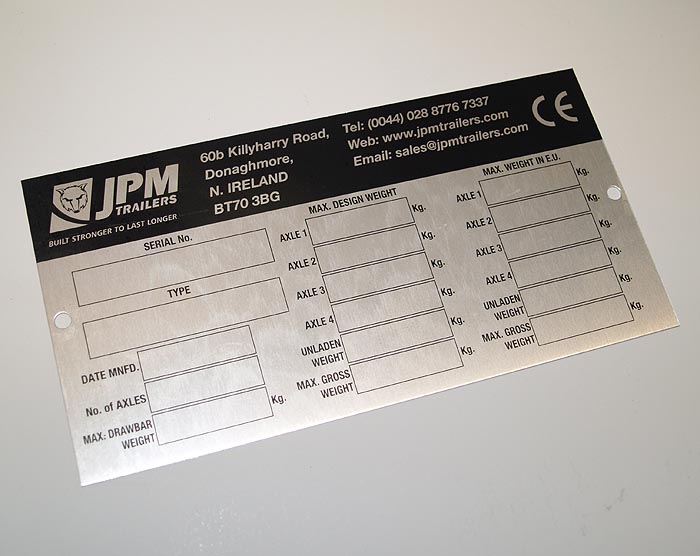 JPM
TRAILERS
BUILT STRONGER TO LAST LONGER
60b Killyharry Road,
Donaghmore,
N. IRELAND
BT70 3BG
Tel: (0044) 028 8776 7337
Web: www.jpmtrailers.com
Email: sales@jpmtrailers.com
CE
SERIAL No.
TYPE
DATE MNFD.
No. of AXLES
MAX: DRAWBAR
WEIGHT
Kg.
MAX. DESIGN WEIGHT
AXLE 1
Kg.
AXLE 2
Kg.
AXLE 3
Kg.
AXLE 4
Kg.
UNLADEN
WEIGHT
Kg.
MAX. GROSS
WEIGHT
Kg.
MAX. WEIGHT IN E.U.
AXLE 1
Kg.
AXLE 2
Kg.
AXLE 3
Kg.
AXLE 4
Kg.
UNLADEN
WEIGHT
Kg.
MAX. GROSS
WEIGHT
Kg.